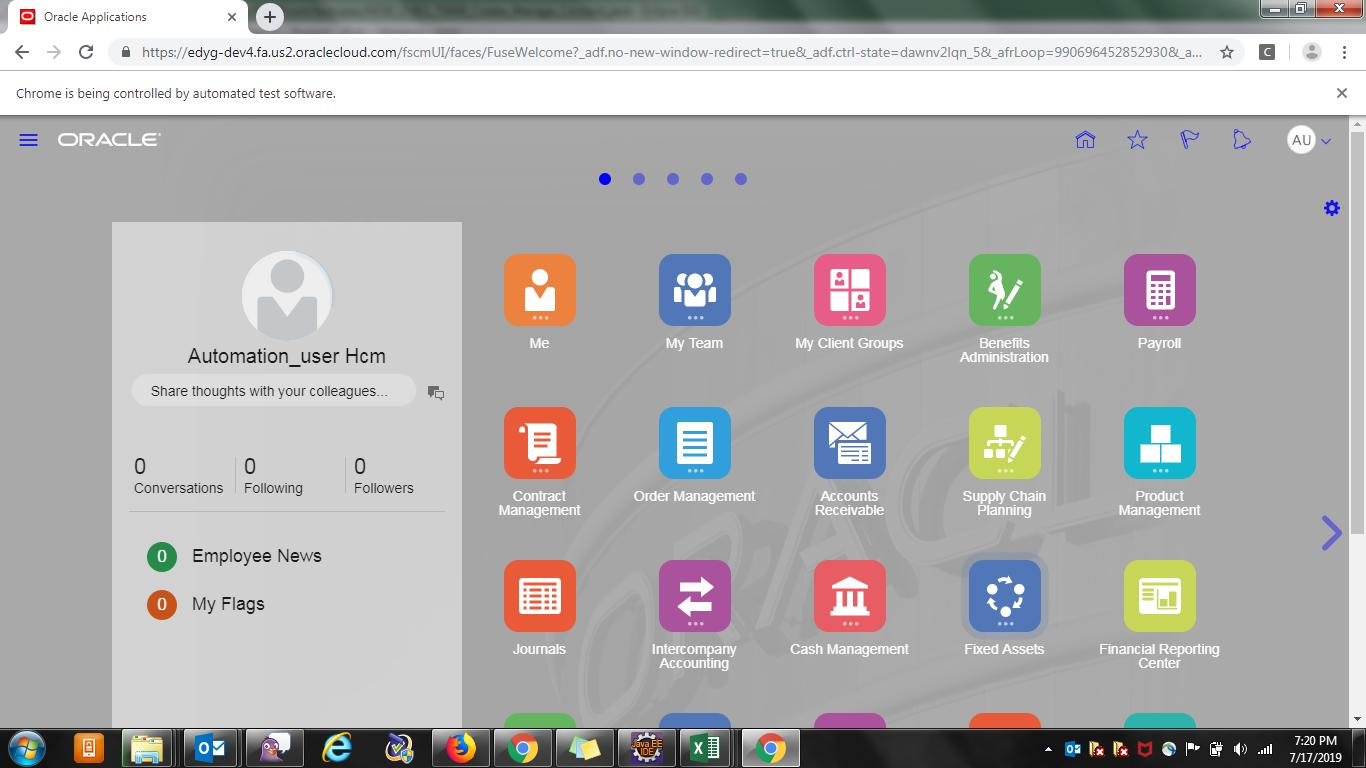 Oracle Applications
https://edyg-dev4.fa.us2.oraclecloud.com/fscmUI/faces/FuseWelcome?_adf.no-new-window-redirect=true&_adf.ctrl-state=dawnv2lqn_5&_afrLoop=990696452852930&_a...
C
Chrome is being controlled by automated test software.
ORACLE
AU
Automation_user Hcm
Share thoughts with your colleagues...
0
Conversations
0
Following
0
Followers
0 Employee News
0 My Flags
Me
My Team
My Client Groups
Benefits
Administration
Payroll
Contract
Management
Order Management
Accounts
Receivable
Supply Chain
Planning
Product
Management
Journals
Intercompany
Accounting
Cash Management
Fixed Assets
Financial Reporting
Center
Java EE
IDE
7:20 PM
7/17/2019